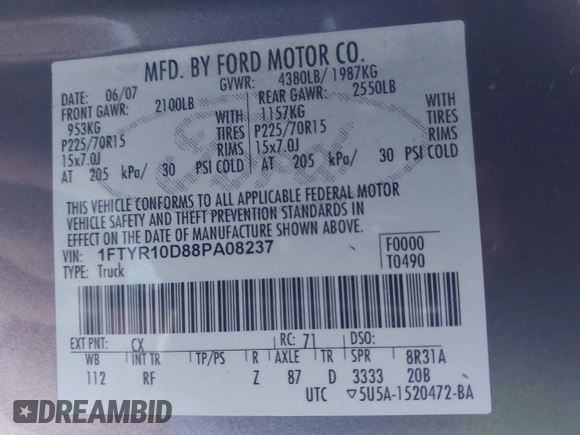 MFD. BY FORD MOTOR CO.
DATE: 06/07 GVWR: 4380LB/ 1987KG
FRONT GAWR: 2100LB REAR GAWR: 2550LB
953KG WITH 1157KG WITH
P225/70R15 TIRES P225/70R15 TIRES
15x7.0J RIMS 15x7.0J RIMS
AT 205 kPa/ 30 PSI COLD AT 205 kPa/ 30 PSI COLD
THIS VEHICLE CONFORMS TO ALL APPLICABLE FEDERAL MOTOR
VEHICLE SAFETY AND THEFT PREVENTION STANDARDS IN
EFFECT ON THE DATE OF MANUFACTURE SHOWN ABOVE.
VIN: 1FTYR10D88PA08237 F0000
TYPE: Truck T0490
EXT PNT: CX RC: 71 DSO:
WB INT TR TP/PS R AXLE TR SPR 8R31A
112 RF Z 87 D 3333 20B
UTC ▽5U5A-1520472-BA
DREAMBID